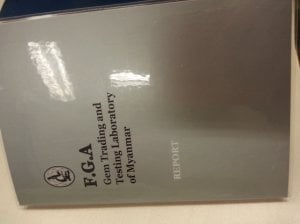 F.G.A
Gem Trading and
Testing Laboratory
of Myanmar
REPORT